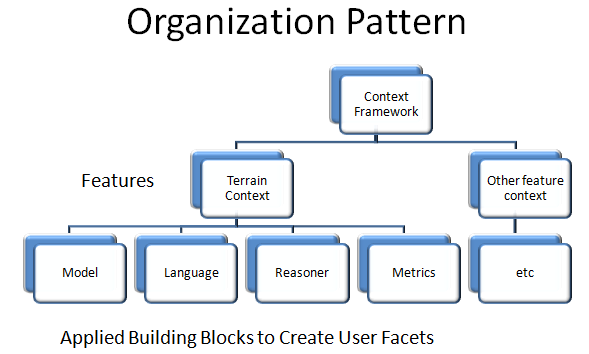 Organization Pattern
Context
Framework
Features
Terrain
Context
Other feature
context
Model
Language
Reasoner
Metrics
etc
Applied Building Blocks to Create User Facets